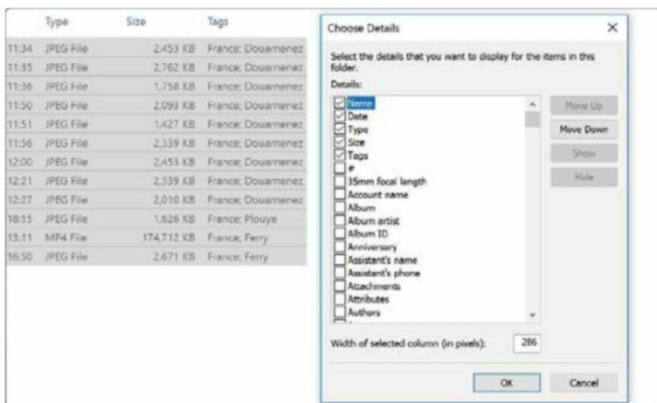 Type Size Tags
11:34 JPEG File 2,453 KB France; Douarnenez
11:35 JPEG File 2,762 KB France; Douarnenez
11:36 JPEG File 1,758 KB France; Douarnenez
11:50 JPEG File 2,093 KB France; Douarnenez
11:51 JPEG File 1,427 KB France; Douarnenez
11:56 JPEG File 2,339 KB France; Douarnenez
12:00 JPEG File 2,453 KB France; Douarnenez
12:21 JPEG File 2,339 KB France; Douarnenez
12:27 JPEG File 2,010 KB France; Douarnenez
18:15 JPEG File 1,626 KB France; Plouye
13:11 MP4 File 174,712 KB France; Ferry
16:50 JPEG File 2,671 KB France; Ferry
Choose Details
Select the details that you want to display for the items in this
folder.
Details:
Name
Date
Type
Size
Tags
#
35mm focal length
Account name
Album
Album artist
Album ID
Anniversary
Assistant's name
Assistant's phone
Attachments
Attributes
Authors
Move Up
Move Down
Show
Hide
Width of selected column (in pixels): 286
OK Cancel